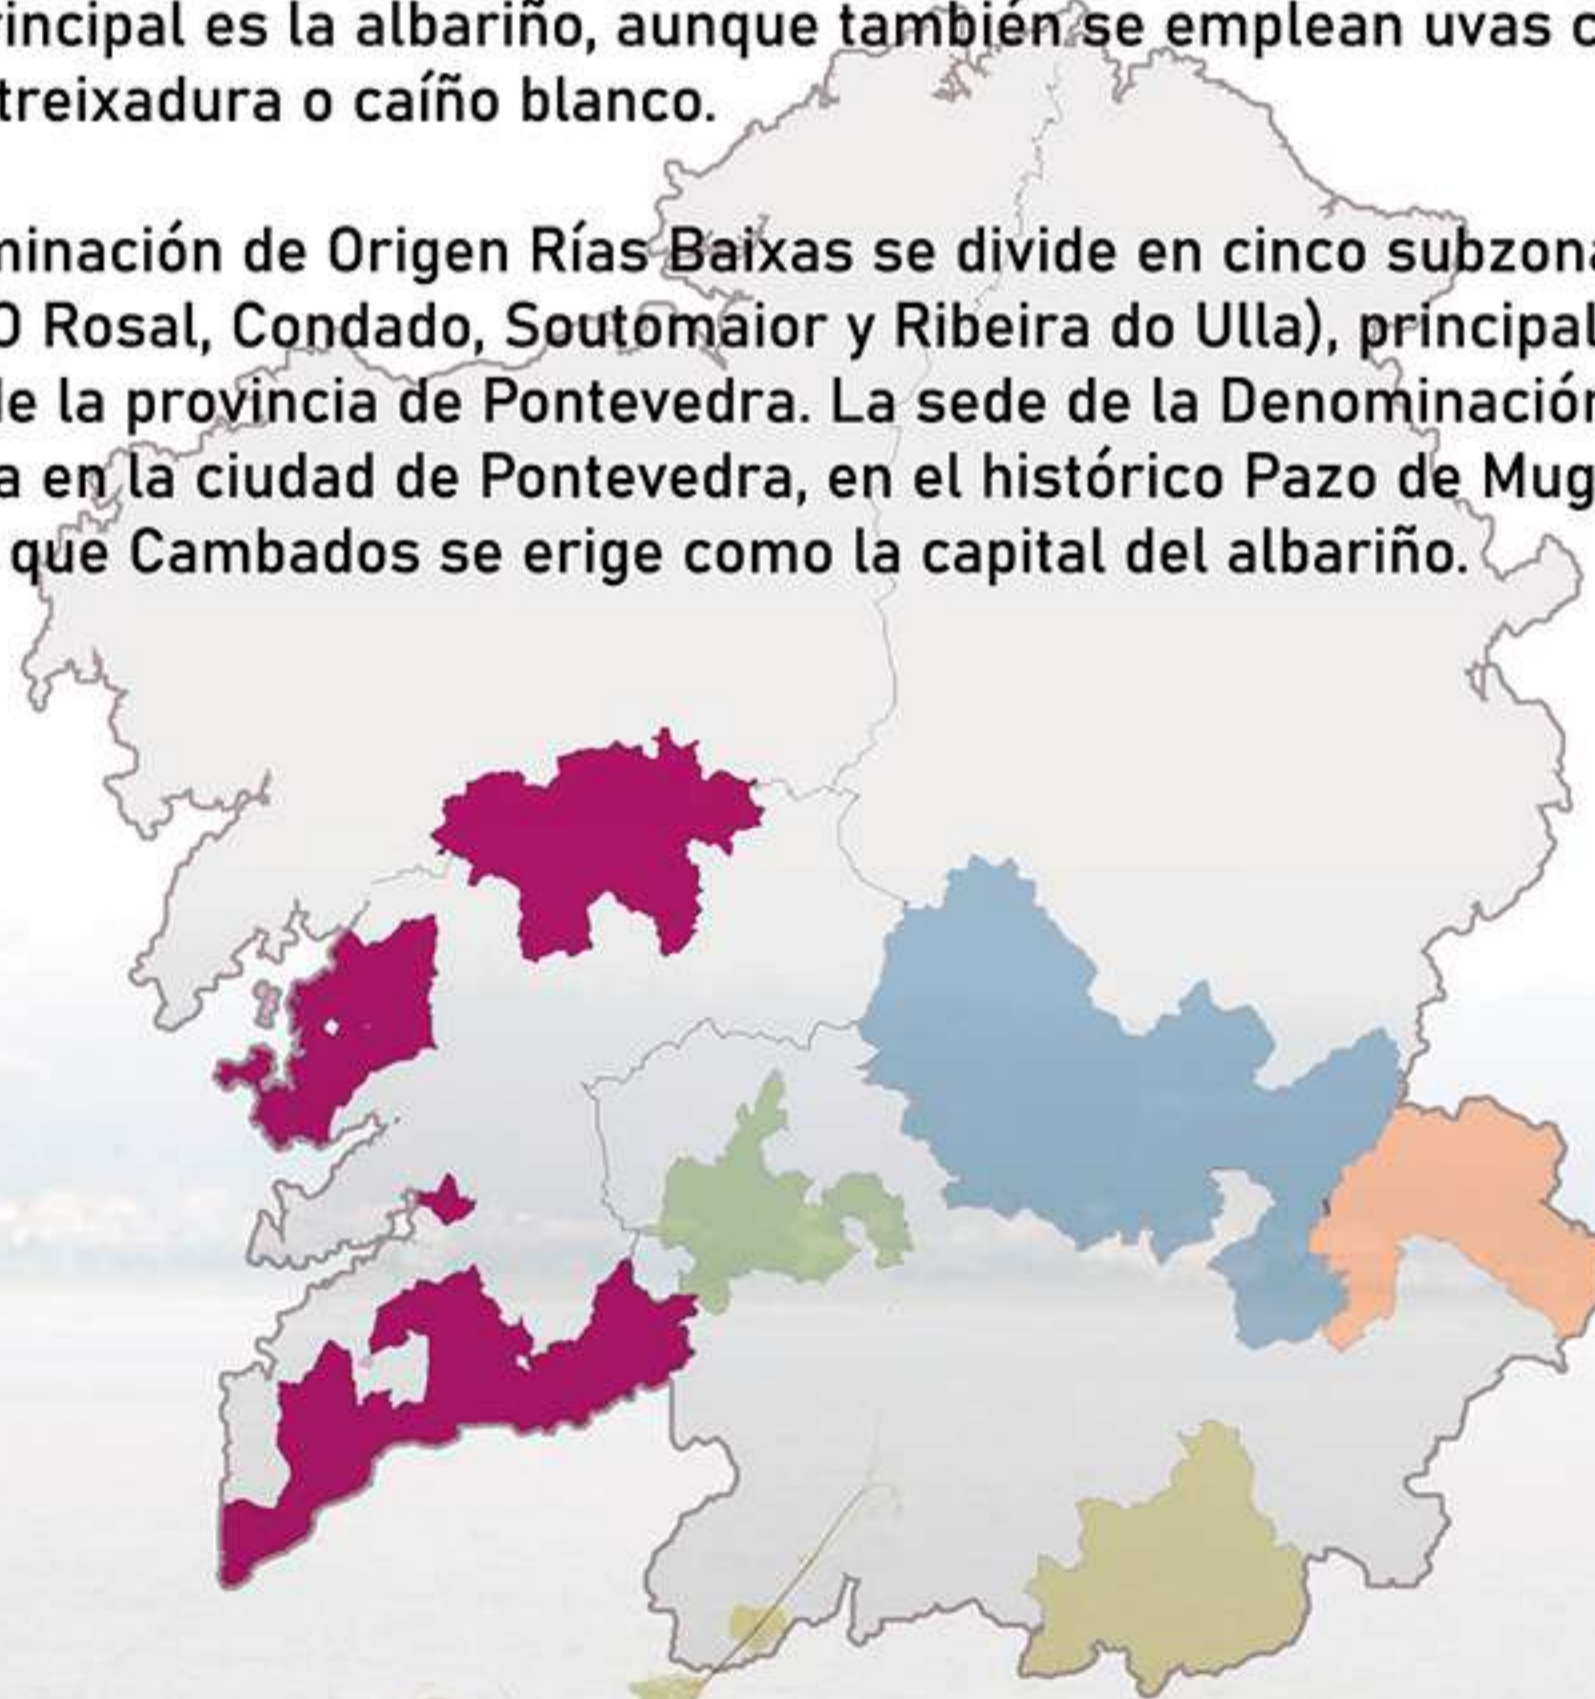 rincipal es la albariño, aunque también se emplean uvas c
treixadura o caíño blanco.
minación de Origen Rías Baixas se divide en cinco subzona
O Rosal, Condado, Soutomaior y Ribeira do Ulla), principal
de la provincia de Pontevedra. La sede de la Denominación
a en la ciudad de Pontevedra, en el histórico Pazo de Mug
que Cambados se erige como la capital del albariño.